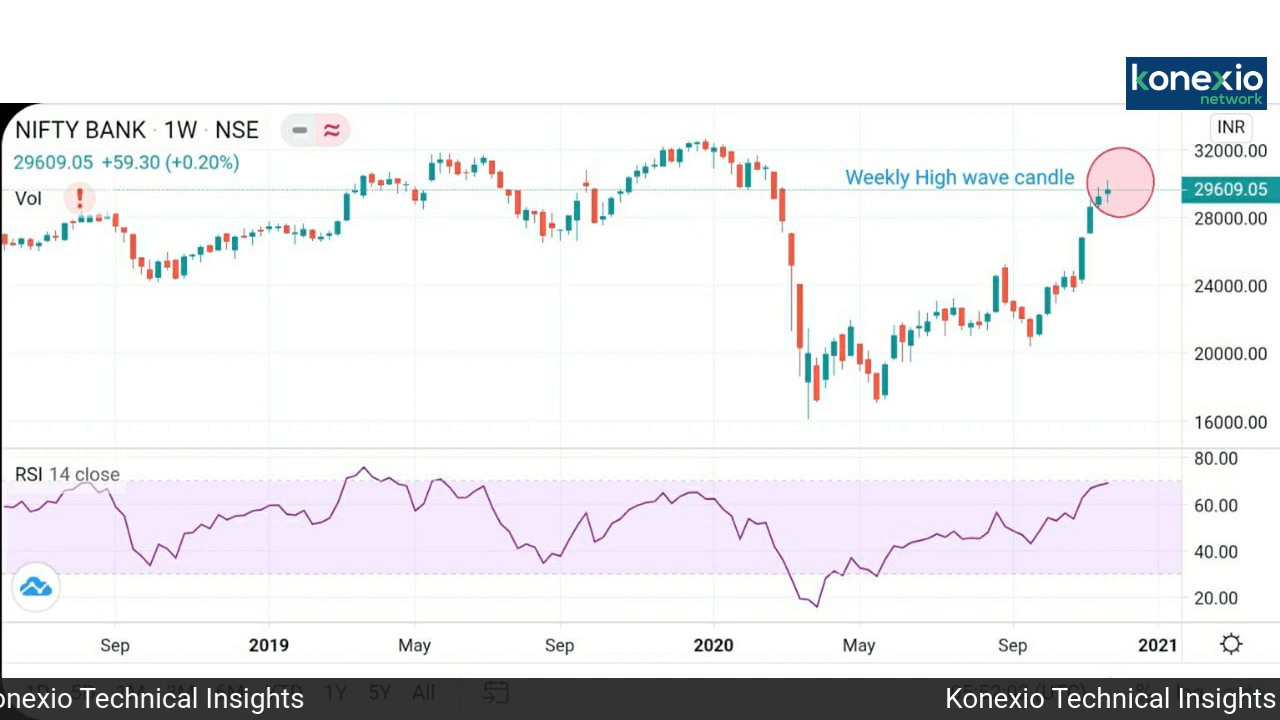 konexio
network
NIFTY BANK · 1W · NSE
INR
29609.05 +59.30 (+0.20%)
Vol
Weekly High wave candle
32000.00
29609.05
28000.00
24000.00
20000.00
16000.00
RSI 14 close
80.00
60.00
40.00
20.00
Sep 2019 May Sep 2020 May Sep 2021
1Y 5Y All
onexio Technical Insights
Konexio Technical Insights